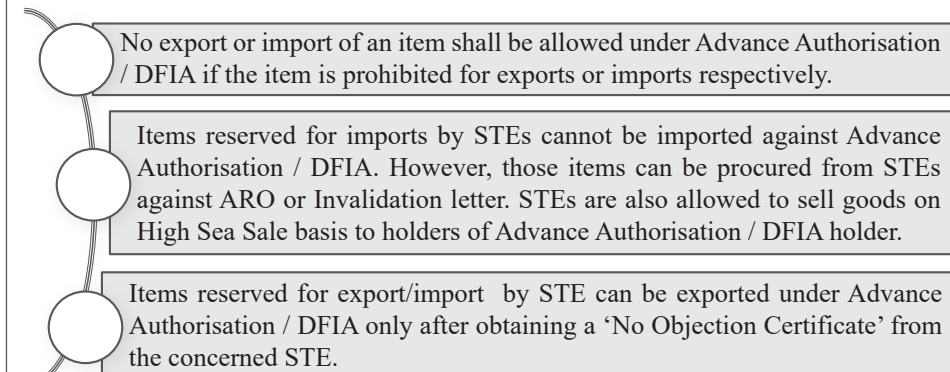 No export or import of an item shall be allowed under Advance Authorisation
/ DFIA if the item is prohibited for exports or imports respectively.
Items reserved for imports by STEs cannot be imported against Advance
Authorisation / DFIA. However, those items can be procured from STEs
against ARO or Invalidation letter. STEs are also allowed to sell goods on
High Sea Sale basis to holders of Advance Authorisation / DFIA holder.
Items reserved for export/import by STE can be exported under Advance
Authorisation / DFIA only after obtaining a ‘No Objection Certificate’ from
the concerned STE.